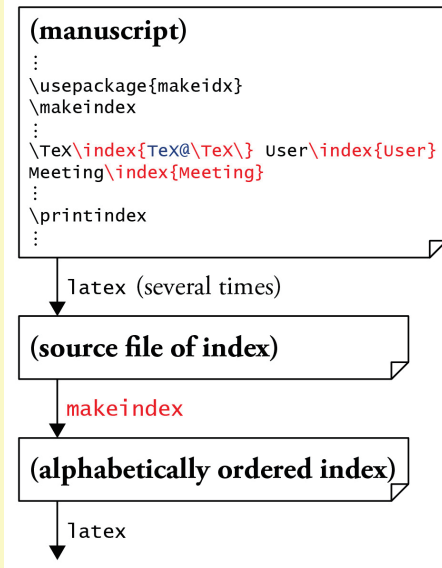 (manuscript)
⋮
\usepackage{makeidx}
\makeindex
⋮
\TeX\index{TeX@\TeX\} User\index{User}
Meeting\index{Meeting}
⋮
\printindex
⋮
latex (several times)
(source file of index)
makeindex
(alphabetically ordered index)
latex